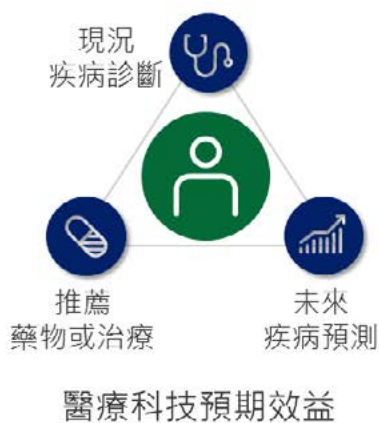 現況
疾病診斷
推薦
藥物或治療
未來
疾病預測
醫療科技預期效益